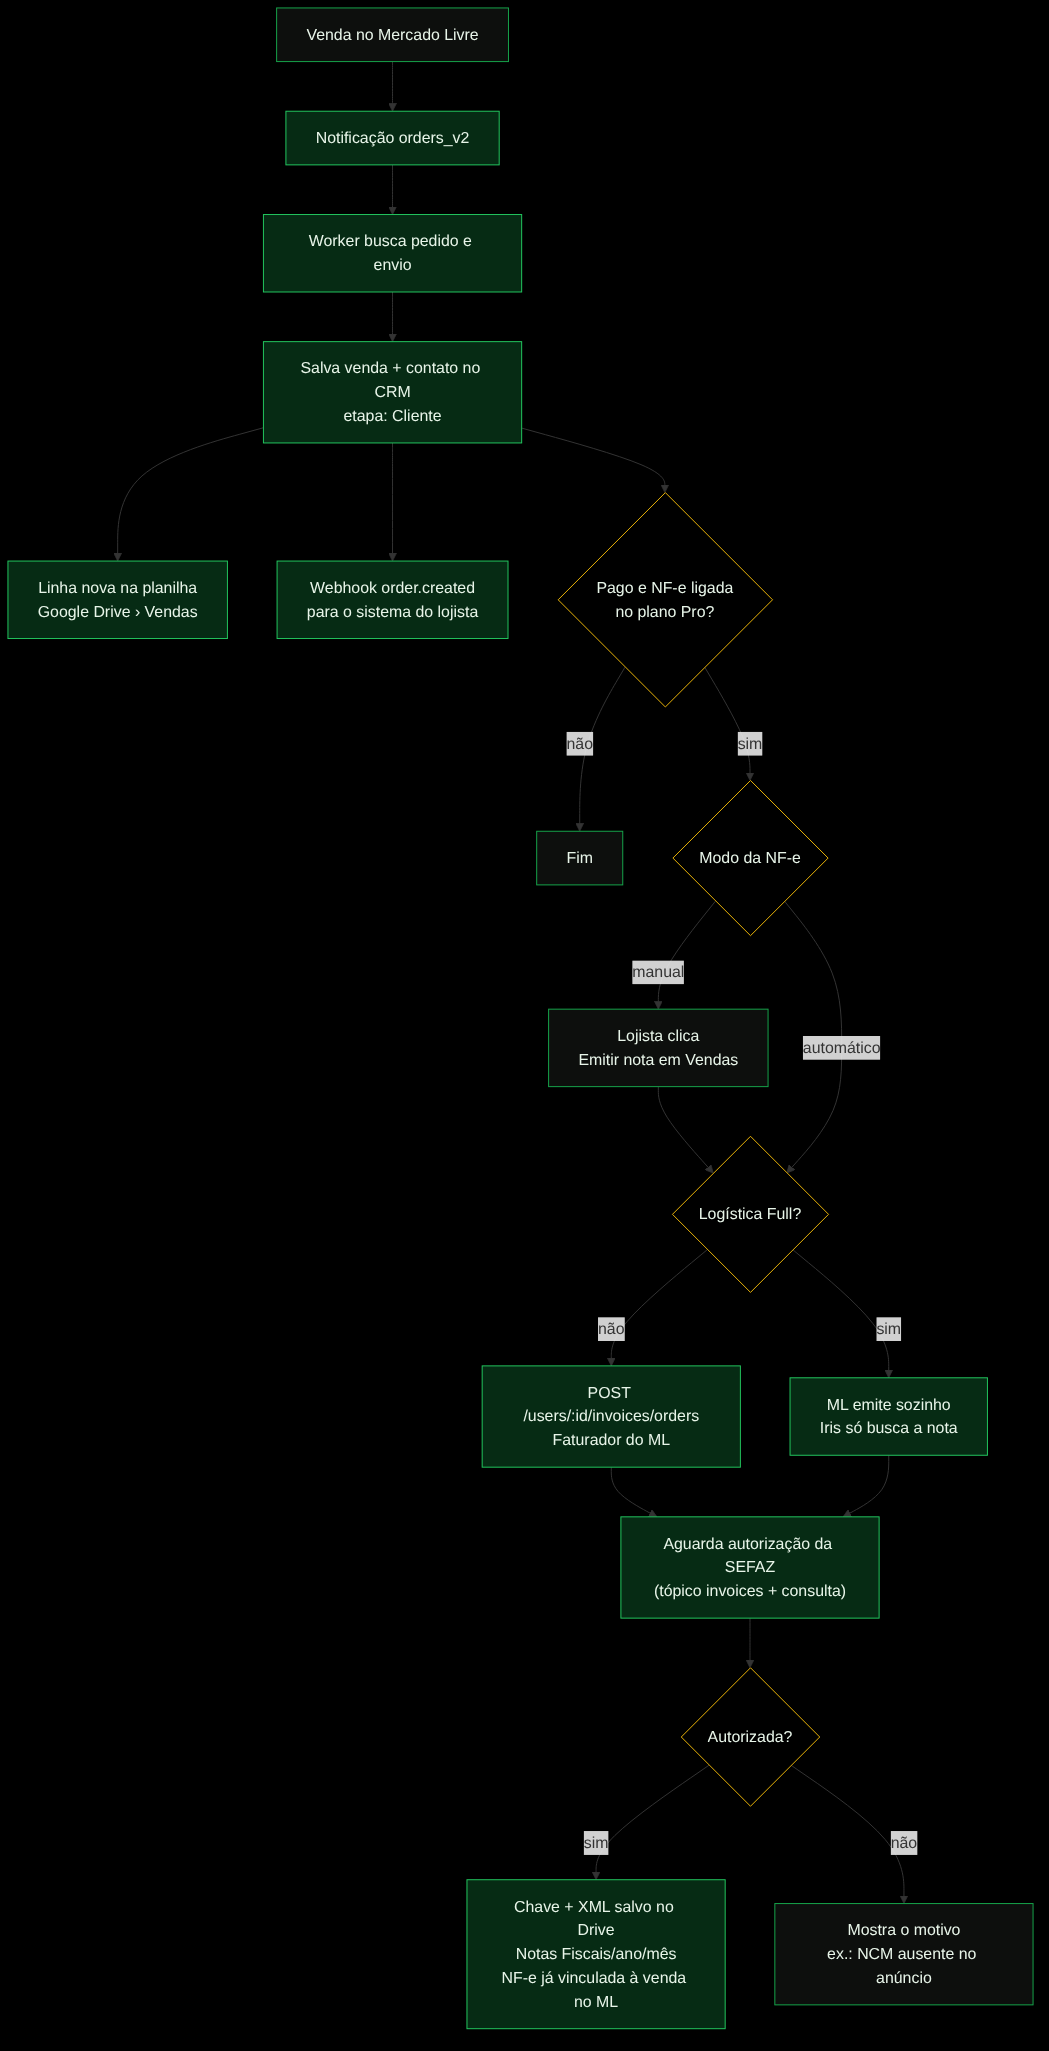 Venda no Mercado Livre
Notificação orders_v2
Worker busca pedido e
envio
Salva venda + contato no
CRM
etapa: Cliente
Linha nova na planilha
Google Drive › Vendas
Webhook order.created
para o sistema do lojista
Pago e NF-e ligada
no plano Pro?
não
sim
Fim
Modo da NF-e
manual
Lojista clica
Emitir nota em Vendas
automático
Logística Full?
não
sim
POST
/users/:id/invoices/orders
Faturador do ML
ML emite sozinho
Iris só busca a nota
Aguarda autorização da
SEFAZ
(tópico invoices + consulta)
Autorizada?
sim
não
Chave + XML salvo no
Drive
Notas Fiscais/ano/mês
NF-e já vinculada à venda
no ML
Mostra o motivo
ex.: NCM ausente no
anúncio